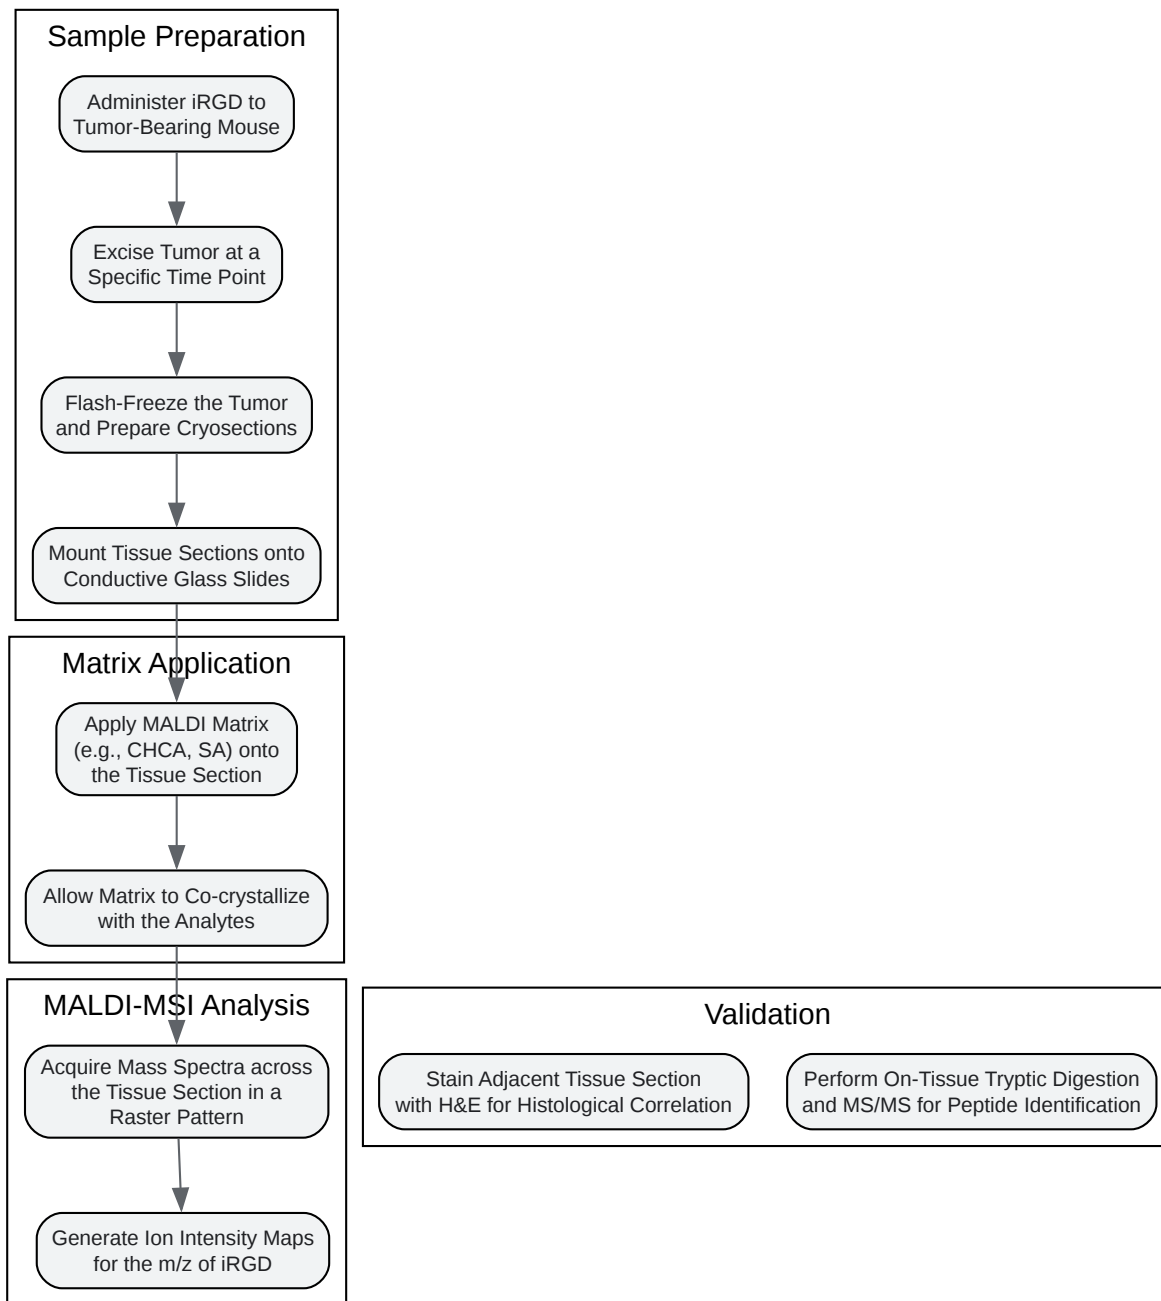 Sample Preparation
Administer iRGD to
Tumor-Bearing Mouse
Excise Tumor at a
Specific Time Point
Flash-Freeze the Tumor
and Prepare Cryosections
Mount Tissue Sections onto
Conductive Glass Slides
Matrix Application
Apply MALDI Matrix
(e.g., CHCA, SA) onto
the Tissue Section
Allow Matrix to Co-crystallize
with the Analytes
MALDI-MSI Analysis
Acquire Mass Spectra across
the Tissue Section in a
Raster Pattern
Generate Ion Intensity Maps
for the m/z of iRGD
Validation
Stain Adjacent Tissue Section
with H&E for Histological Correlation
Perform On-Tissue Tryptic Digestion
and MS/MS for Peptide Identification